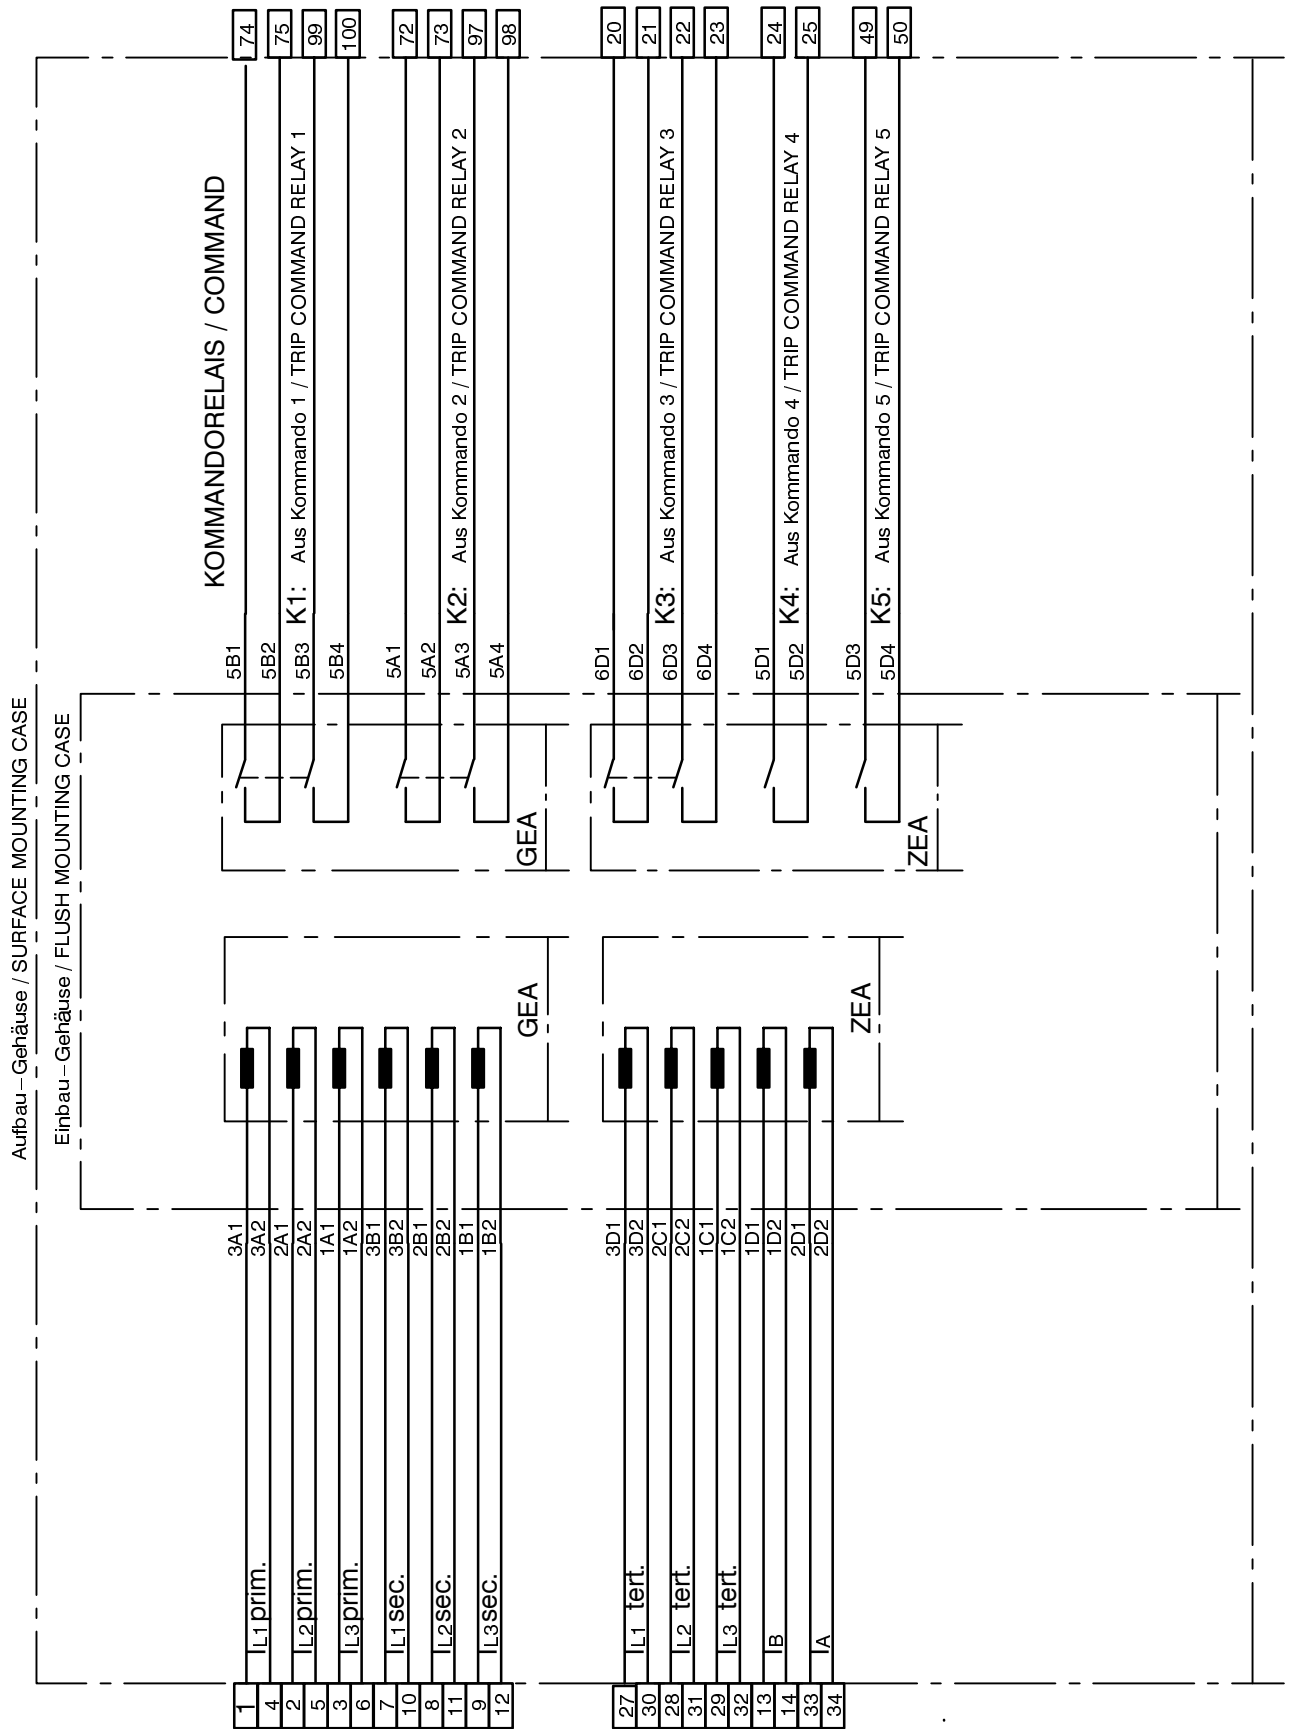 Aufbau–Gehäuse / SURFACE MOUNTING CASE
Einbau–Gehäuse / FLUSH MOUNTING CASE
1
4
2
5
3
6
7
10
8
11
9
12
27
30
28
31
29
32
13
14
33
34
IL1 prim.
IL2 prim.
IL3 prim.
IL1 sec.
IL2 sec.
IL3 sec.
IL1 tert.
IL2 tert.
IL3 tert.
IB
IA
3A1
3A2
2A1
2A2
1A1
1A2
3B1
3B2
2B1
2B2
1B1
1B2
3D1
3D2
2C1
2C2
1C1
1C2
1D1
1D2
2D1
2D2
GEA
ZEA
GEA
ZEA
5B1
5B2
5B3
5B4
5A1
5A2
5A3
5A4
6D1
6D2
6D3
6D4
5D1
5D2
5D3
5D4
KOMMANDORELAIS / COMMAND
K1: Aus Kommando 1 / TRIP COMMAND RELAY 1
K2: Aus Kommando 2 / TRIP COMMAND RELAY 2
K3: Aus Kommando 3 / TRIP COMMAND RELAY 3
K4: Aus Kommando 4 / TRIP COMMAND RELAY 4
K5: Aus Kommando 5 / TRIP COMMAND RELAY 5
74
75
99
100
72
73
97
98
20
21
22
23
24
25
49
50